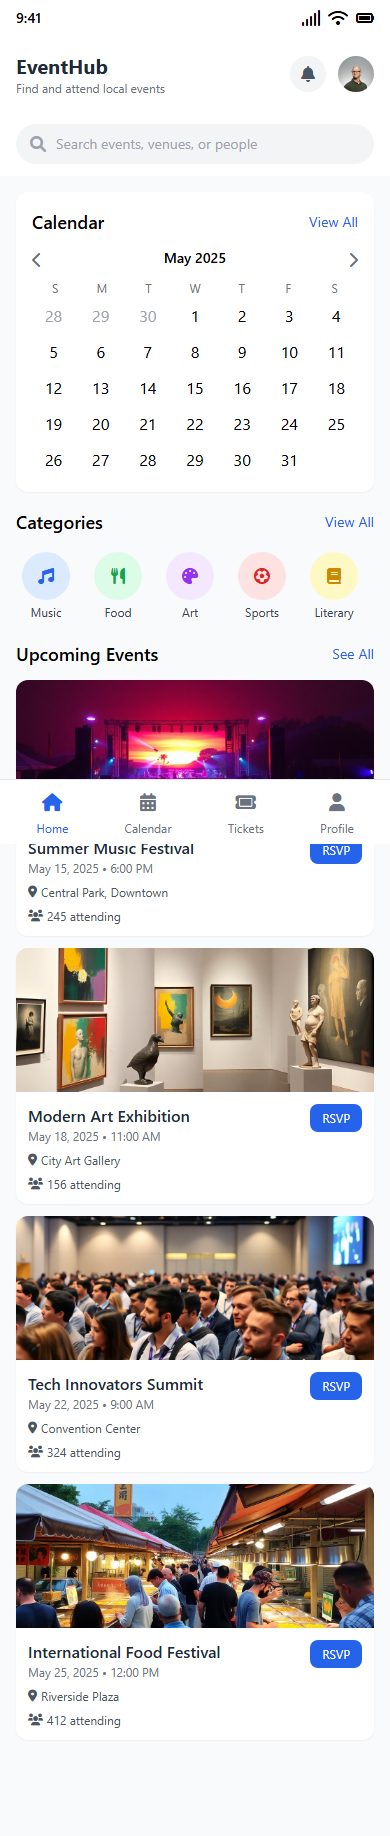 9:41
EventHub
Find and attend local events
Search events, venues, or people
Calendar
View All
May 2025
S M T W T F S
28 29 30 1 2 3 4
5 6 7 8 9 10 11
12 13 14 15 16 17 18
19 20 21 22 23 24 25
26 27 28 29 30 31
Categories
View All
Music Food Art Sports Literary
Upcoming Events
See All
Home Calendar Tickets Profile
Summer Music Festival
RSVP
May 15, 2025 • 6:00 PM
Central Park, Downtown
245 attending
Modern Art Exhibition
RSVP
May 18, 2025 • 11:00 AM
City Art Gallery
156 attending
Tech Innovators Summit
RSVP
May 22, 2025 • 9:00 AM
Convention Center
324 attending
International Food Festival
RSVP
May 25, 2025 • 12:00 PM
Riverside Plaza
412 attending